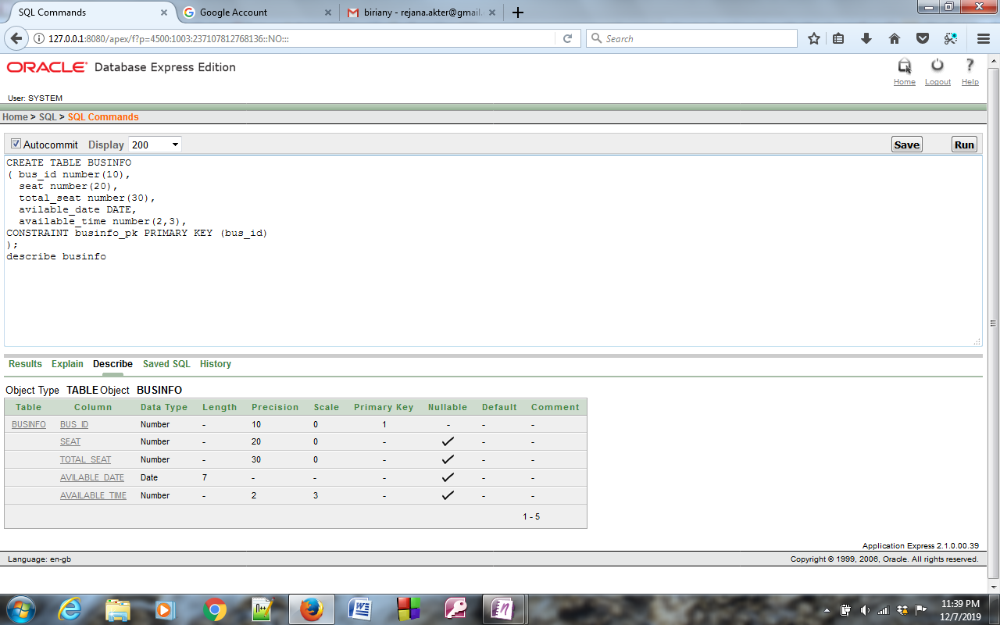 SQL Commands
Google Account
biriany - rejana.akter@gmail.
127.0.0.1:8080/apex/f?p=4500:1003:237107812768136::NO:::
Search
ORACLE Database Express Edition
Home
Logout
Help
User: SYSTEM
Home > SQL > SQL Commands
Autocommit Display 200
Save
Run
CREATE TABLE BUSINFO
( bus_id number(10),
seat number(20),
total_seat number(30),
avilable_date DATE,
available_time number(2,3),
CONSTRAINT businfo_pk PRIMARY KEY (bus_id)
);
describe businfo
Results Explain Describe Saved SQL History
Object Type TABLE Object BUSINFO
Table Column Data Type Length Precision Scale Primary Key Nullable Default Comment
BUSINFO BUS_ID Number - 10 0 1 - - -
SEAT Number - 20 0 - - -
TOTAL_SEAT Number - 30 0 - - -
AVILABLE_DATE Date 7 - - - - -
AVAILABLE_TIME Number - 2 3 - - -
1 - 5
Application Express 2.1.0.00.39
Language: en-gb
Copyright © 1999, 2006, Oracle. All rights reserved.
11:39 PM
12/7/2019